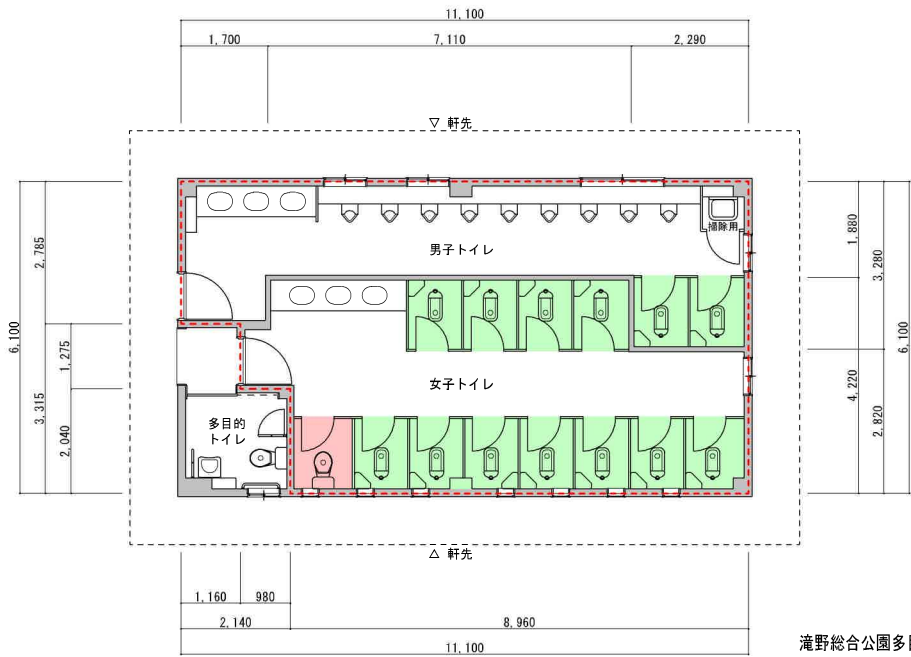 11,100
1,700
7,110
2,290
▽ 軒先
掃除用
男子トイレ
2,785
1,880
3,280
6,100
1,275
6,100
3,315
女子トイレ
4,220
2,820
多目的
トイレ
2,040
△ 軒先
1,160
980
2,140
8,960
11,100
滝野総合公園多目